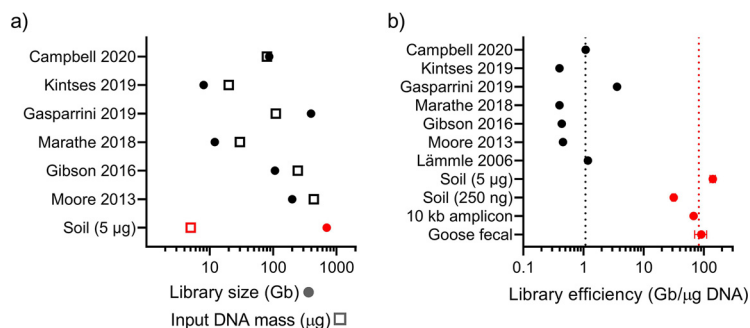 a)
Campbell 2020
Kintses 2019
Gasparrini 2019
Marathe 2018
Gibson 2016
Moore 2013
Soil (5 µg)
10 100 1000
Library size (Gb)
Input DNA mass (µg)
b)
Campbell 2020
Kintses 2019
Gasparrini 2019
Marathe 2018
Gibson 2016
Moore 2013
Lämmle 2006
Soil (5 µg)
Soil (250 ng)
10 kb amplicon
Goose fecal
0.1 1 10 100
Library efficiency (Gb/µg DNA)